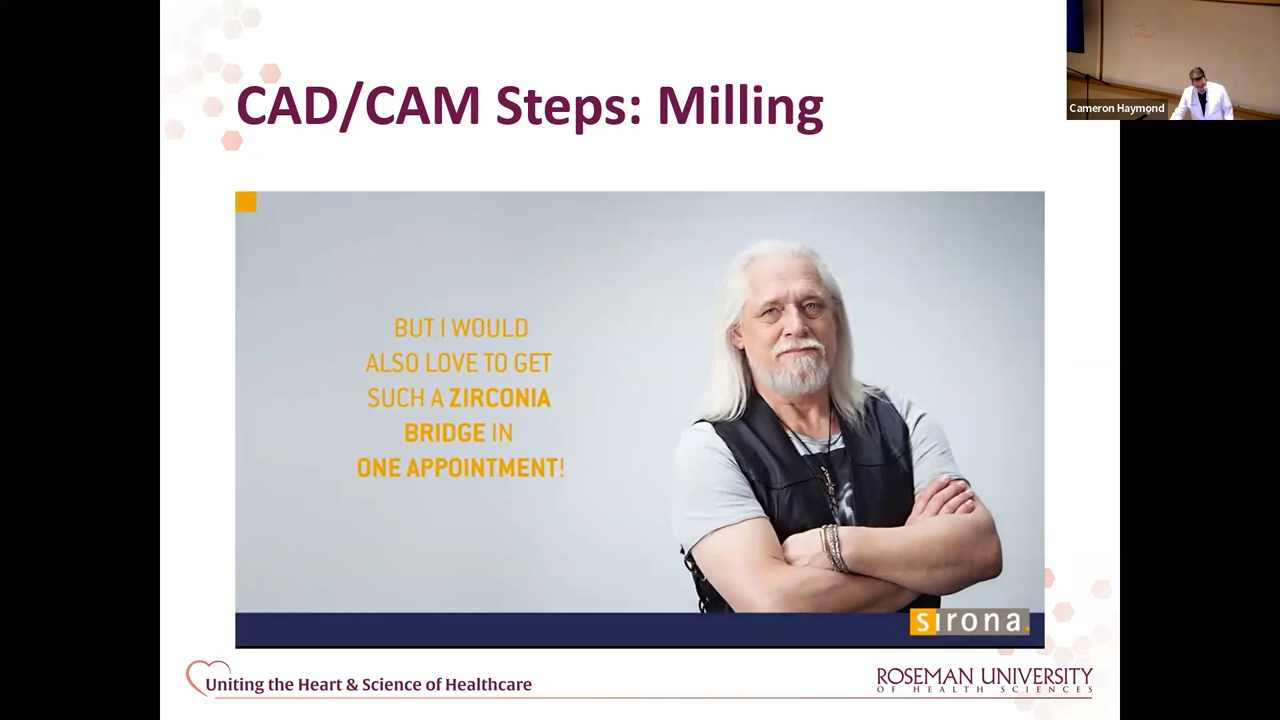 CAD/CAM Steps: Milling
Cameron Haymond
BUT I WOULD
ALSO LOVE TO GET
SUCH A ZIRCONIA
BRIDGE IN
ONE APPOINTMENT!
sirona.
Uniting the Heart & Science of Healthcare
ROSEMAN UNIVERSITY
OF HEALTH SCIENCES